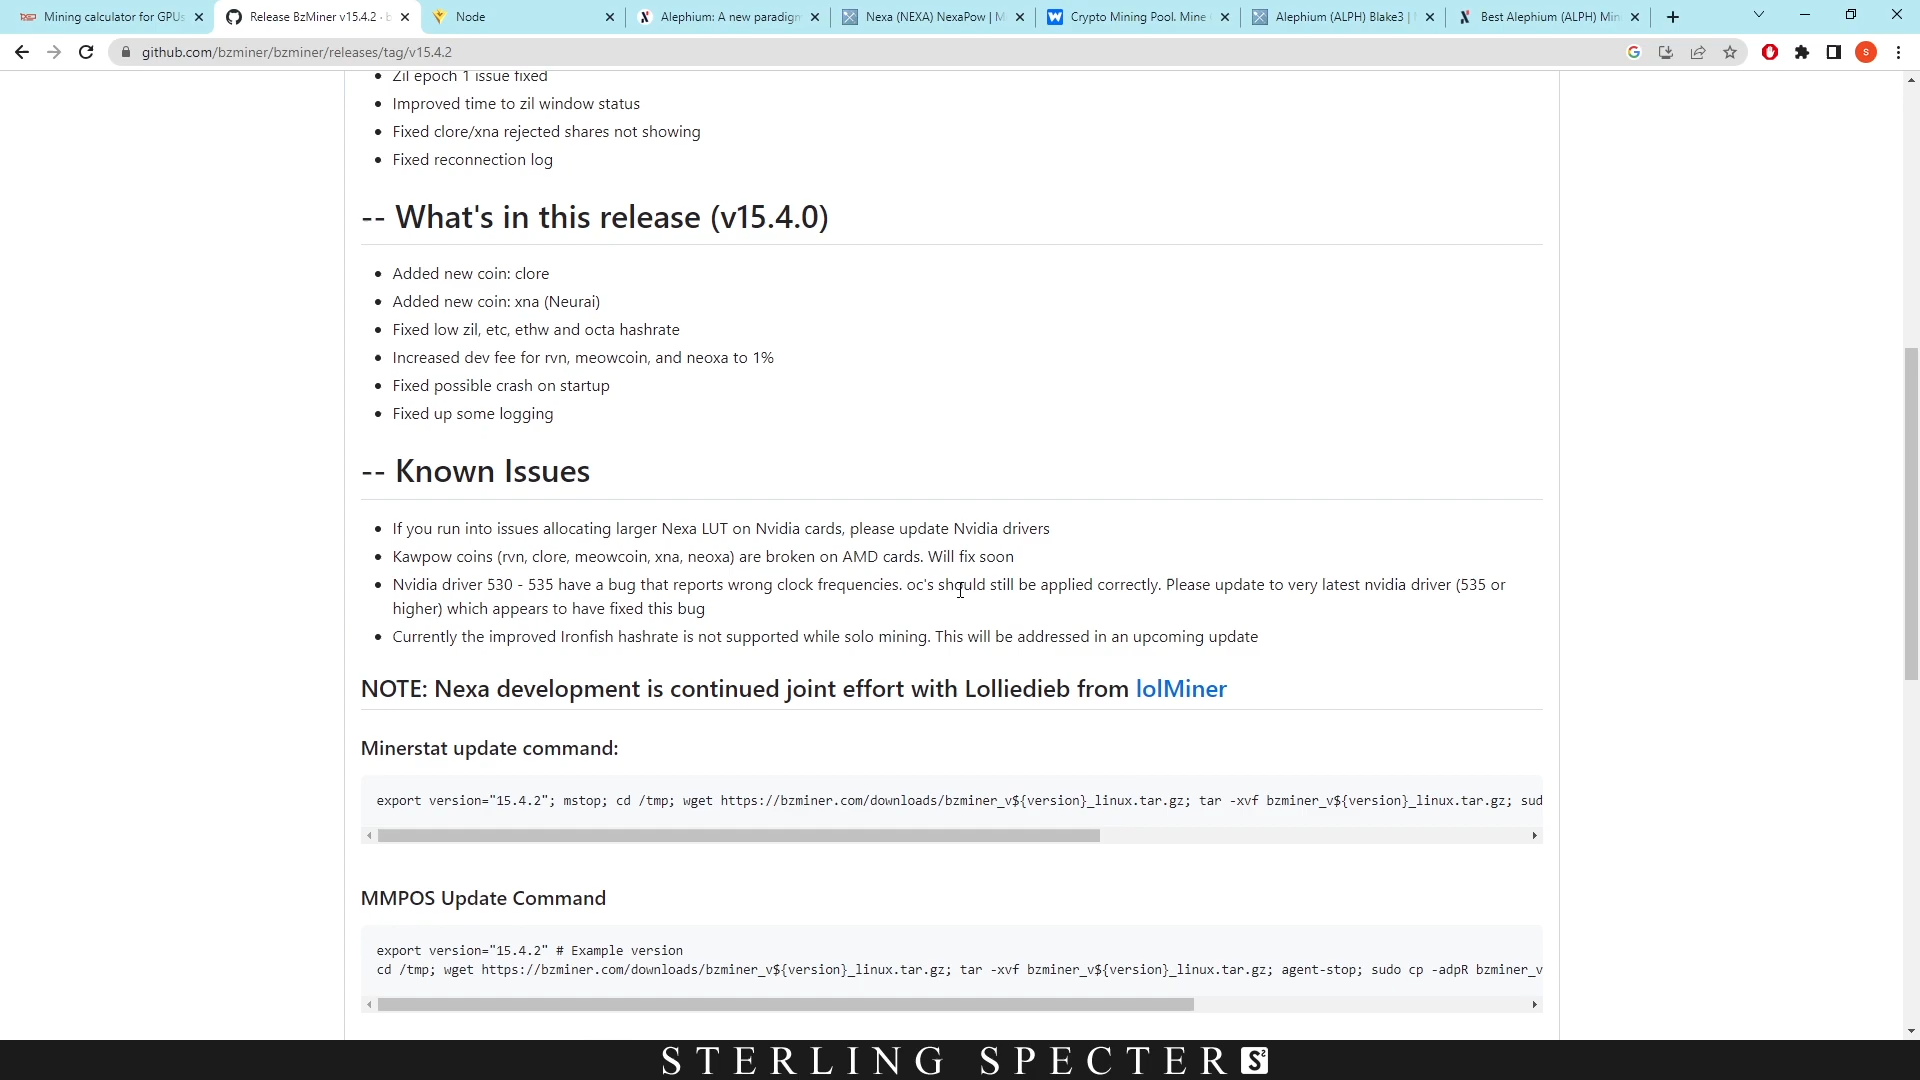 Mining calculator for GPUs
Release BzMiner v15.4.2 · b
Node
Alephium: A new paradigm
Nexa (NEXA) NexaPow | M
Crypto Mining Pool. Mine
Alephium (ALPH) Blake3 |
Best Alephium (ALPH) Min
github.com/bzminer/bzminer/releases/tag/v15.4.2
S
Zil epoch 1 issue fixed
Improved time to zil window status
Fixed clore/xna rejected shares not showing
Fixed reconnection log
-- What's in this release (v15.4.0)
Added new coin: clore
Added new coin: xna (Neurai)
Fixed low zil, etc, ethw and octa hashrate
Increased dev fee for rvn, meowcoin, and neoxa to 1%
Fixed possible crash on startup
Fixed up some logging
-- Known Issues
If you run into issues allocating larger Nexa LUT on Nvidia cards, please update Nvidia drivers
Kawpow coins (rvn, clore, meowcoin, xna, neoxa) are broken on AMD cards. Will fix soon
Nvidia driver 530 - 535 have a bug that reports wrong clock frequencies. oc's should still be applied correctly. Please update to very latest nvidia driver (535 or
higher) which appears to have fixed this bug
Currently the improved Ironfish hashrate is not supported while solo mining. This will be addressed in an upcoming update
NOTE: Nexa development is continued joint effort with Lolliedieb from lolMiner
Minerstat update command:
export version="15.4.2"; mstop; cd /tmp; wget https://bzminer.com/downloads/bzminer_v${version}_linux.tar.gz; tar -xvf bzminer_v${version}_linux.tar.gz; sud
MMPOS Update Command
export version="15.4.2" # Example version
cd /tmp; wget https://bzminer.com/downloads/bzminer_v${version}_linux.tar.gz; tar -xvf bzminer_v${version}_linux.tar.gz; agent-stop; sudo cp -adpR bzminer_v
STERLING SPECTER S²